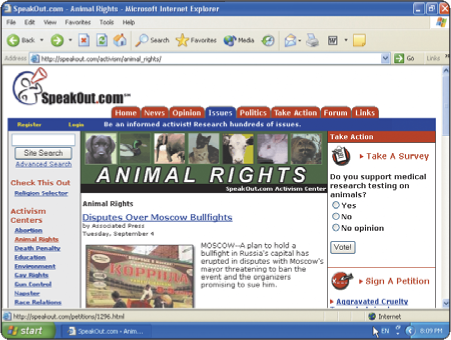 SpeakOut.com - Animal Rights - Microsoft Internet Explorer
File Edit View Favorites Tools Help
Back Search Favorites Media
Address http://speakout.com/activism/animal_rights/ Go Links
SpeakOut.com
Home News Opinion Issues Politics Take Action Forum Links
Register Login Be an informed activist! Research hundreds of issues.
Site Search
Advanced Search
Check This Out
Religion Selector
Activism
Centers
Abortion
Animal Rights
Death Penalty
Education
Environment
Gay Rights
Gun Control
Napster
Race Relations
ANIMAL RIGHTS
SpeakOut.com Activism Center
Animal Rights
Disputes Over Moscow Bullfights
by Associated Press
Tuesday, September 4
MOSCOW--A plan to hold a
bullfight in Russia's capital has
erupted in disputes with Moscow's
mayor threatening to ban the
event and the organizers
promising to sue him.
Take Action
Take A Survey
Do you support medical
research testing on
animals?
Yes
No
No opinion
Vote!
Sign A Petition
Aggravated Cruelty
http://speakout.com/petitions/1296.html Internet
start SpeakOut.com - Anim... EN 8:09 PM